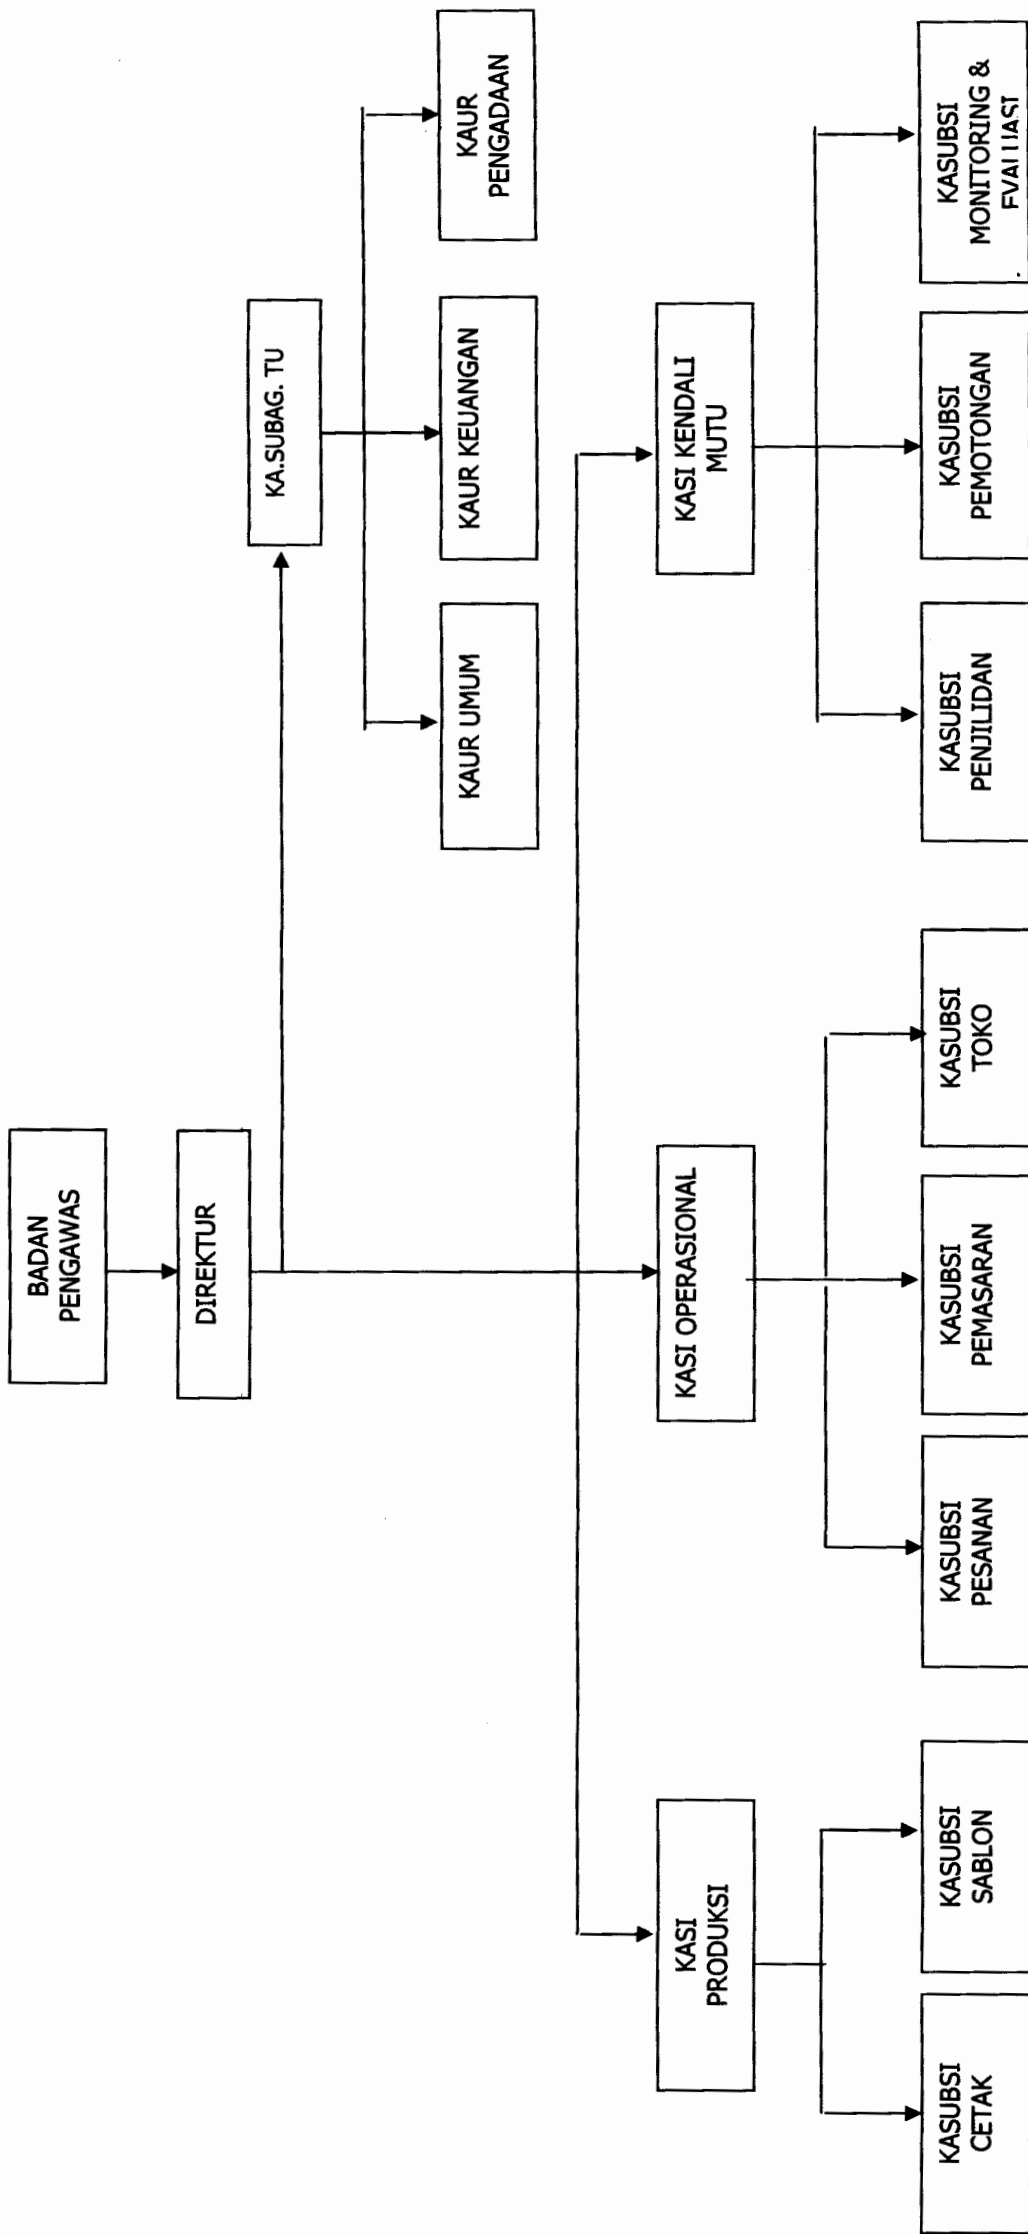 BADAN
PENGAWAS
DIREKTUR
KA.SUBAG. TU
KAUR UMUM
KAUR KEUANGAN
KAUR
PENGADAAN
KASI
PRODUKSI
KASI OPERASIONAL
KASI KENDALI
MUTU
KASUBSI
CETAK
KASUBSI
SABLON
KASUBSI
PESANAN
KASUBSI
PEMASARAN
KASUBSI
TOKO
KASUBSI
PENJILIDAN
KASUBSI
PEMOTONGAN
KASUBSI
MONITORING &
EVALUASI